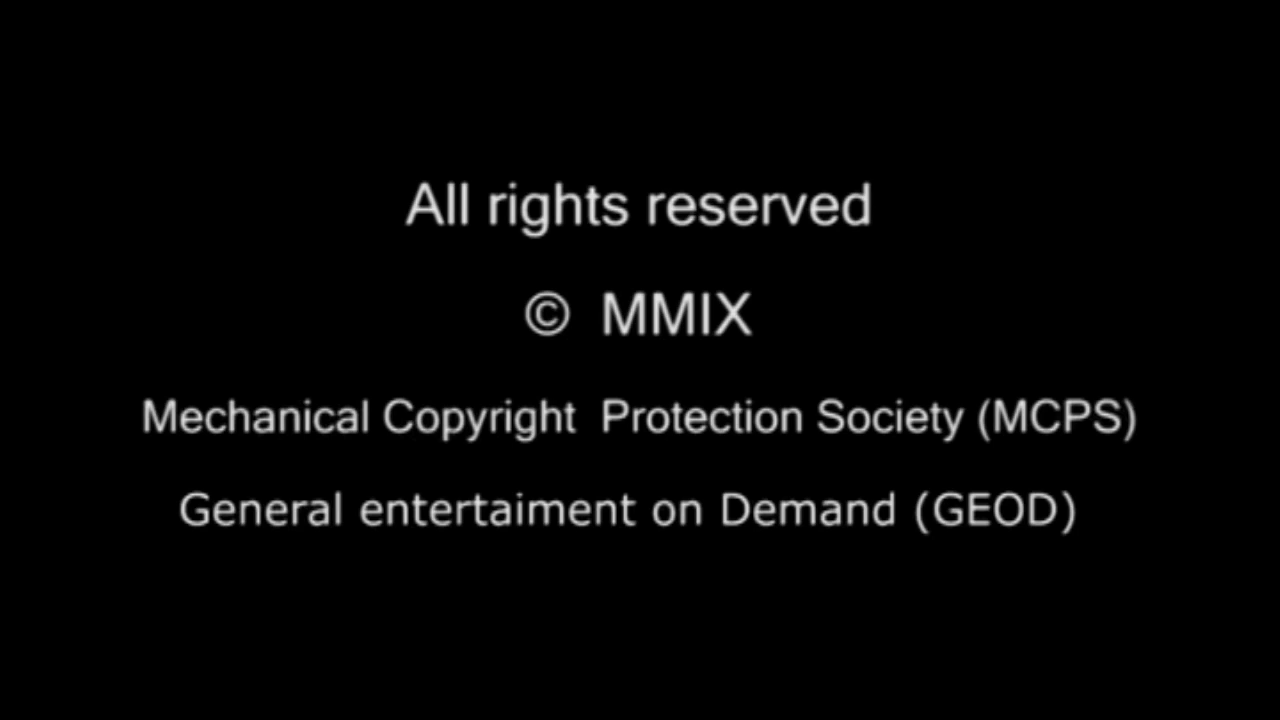 All rights reserved
© MMIX
Mechanical Copyright Protection Society (MCPS)
General entertaiment on Demand (GEOD)